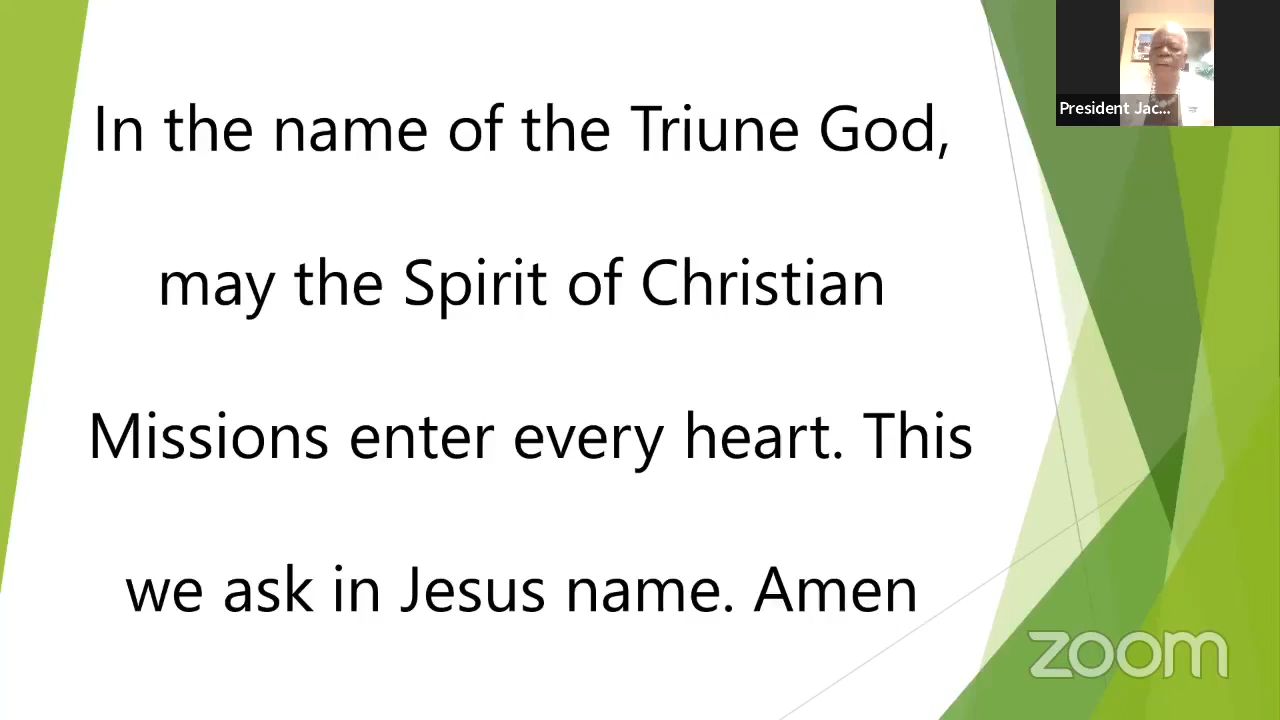 In the name of the Triune God,
may the Spirit of Christian
Missions enter every heart. This
we ask in Jesus name. Amen
President Jac...
zoom